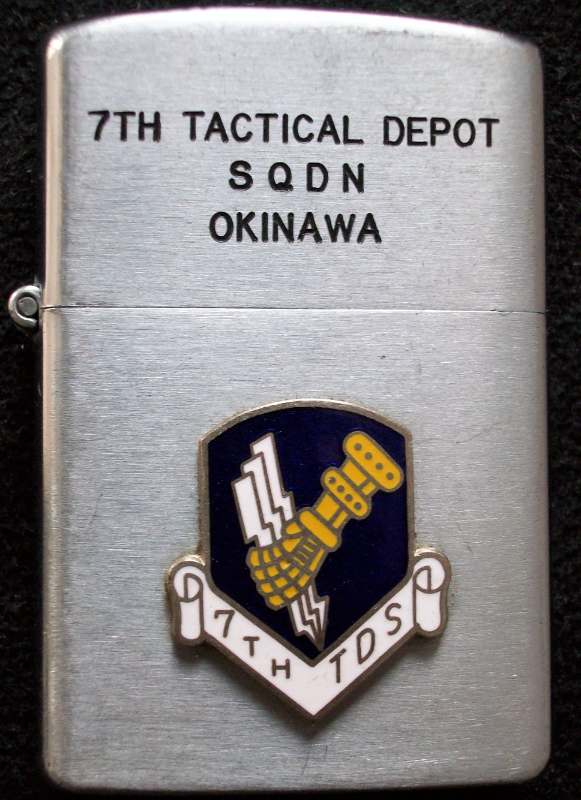 7TH TACTICAL DEPOT
SQDN
OKINAWA
7TH TDS